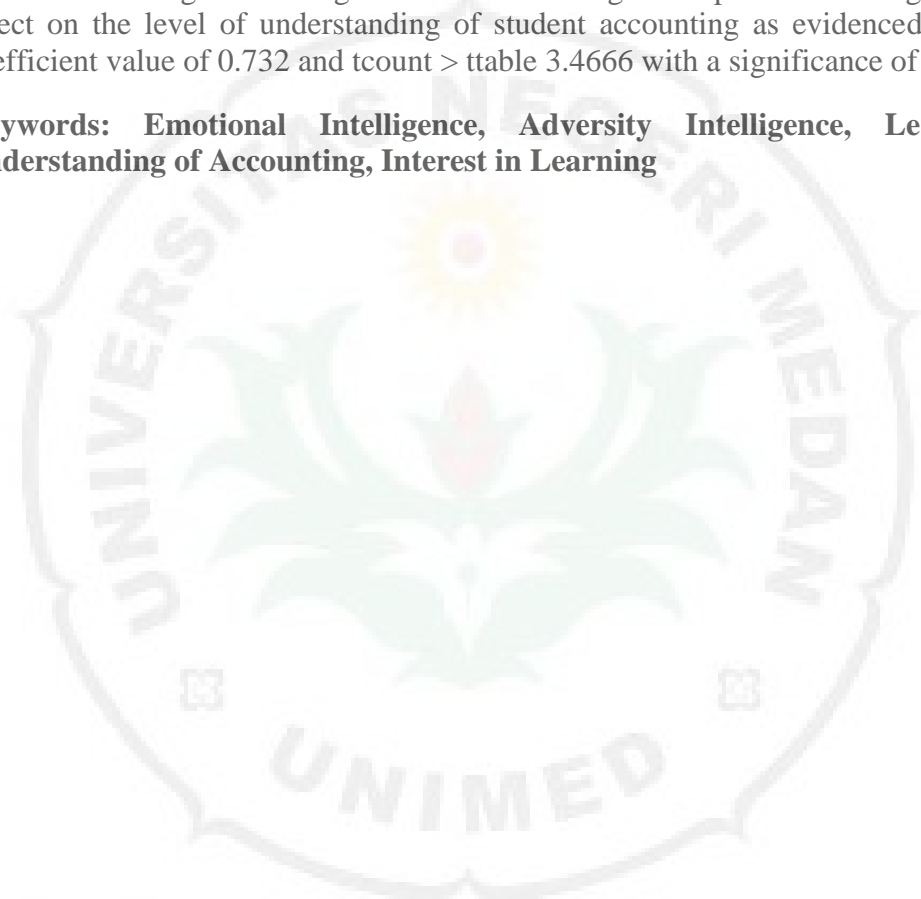 ect on the level of understanding of student accounting as evidenced
efficient value of 0.732 and tcount > ttable 3.4666 with a significance of
ywords: Emotional Intelligence, Adversity Intelligence, Le
nderstanding of Accounting, Interest in Learning
UNIVERSITAS NEGERI MEDAN
UNIMED